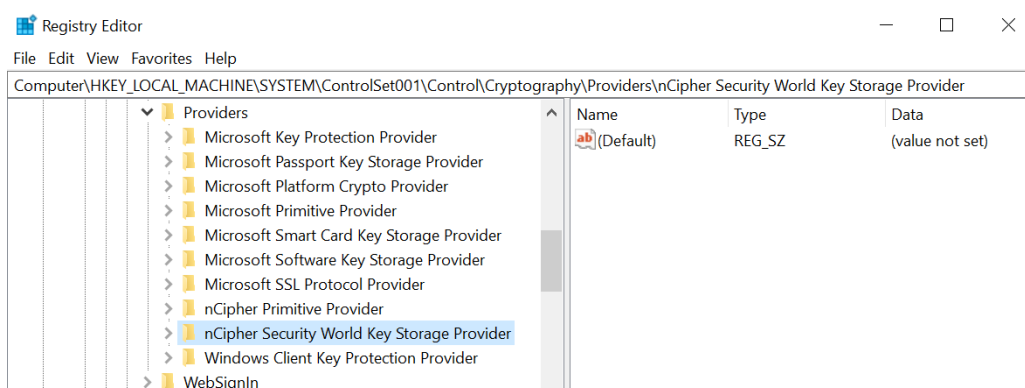 Registry Editor
File Edit View Favorites Help
Computer\HKEY_LOCAL_MACHINE\SYSTEM\ControlSet001\Control\Cryptography\Providers\nCipher Security World Key Storage Provider
Providers
Microsoft Key Protection Provider
Microsoft Passport Key Storage Provider
Microsoft Platform Crypto Provider
Microsoft Primitive Provider
Microsoft Smart Card Key Storage Provider
Microsoft Software Key Storage Provider
Microsoft SSL Protocol Provider
nCipher Primitive Provider
nCipher Security World Key Storage Provider
Windows Client Key Protection Provider
WebSignIn
Name Type Data
ab (Default) REG_SZ (value not set)